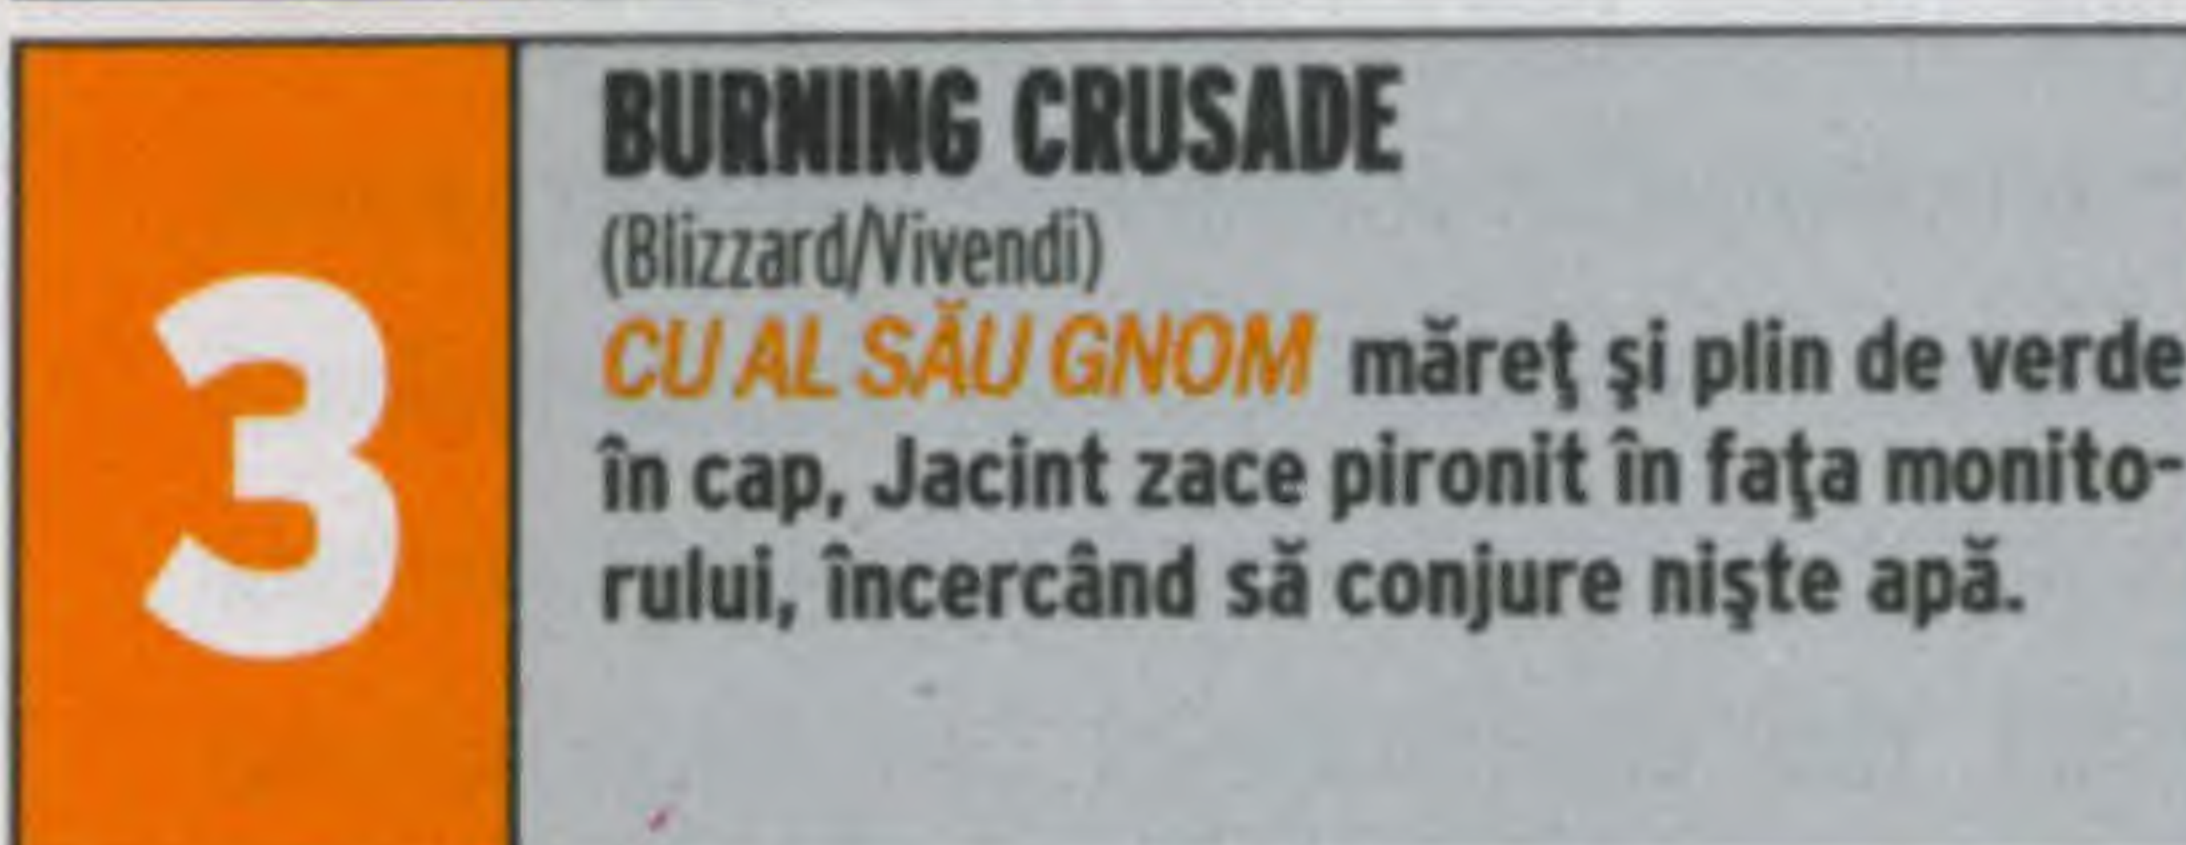 3
BURNING CRUSADE
(Blizzard/Vivendi)
CU AL SĂU GNOM măreţ şi plin de verde
în cap, Jacint zace pironit în faţa monito-
rului, încercând să conjure nişte apă.